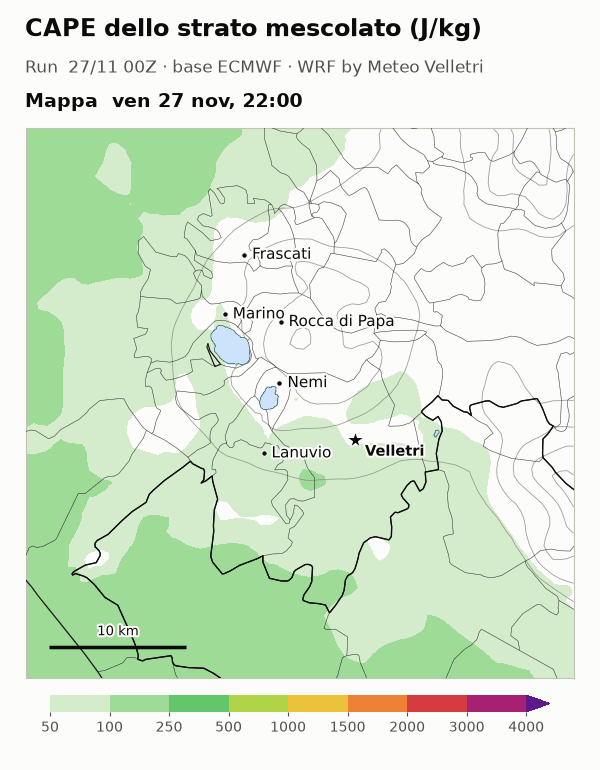 CAPE dello strato mescolato (J/kg)
Run  27/11 00Z · base ECMWF · WRF by Meteo Velletri
Mappa  ven 27 nov, 22:00
Frascati
Marino
Rocca di Papa
Nemi
Velletri
Lanuvio
10 km
50 100 250 500 1000 1500 2000 3000 4000